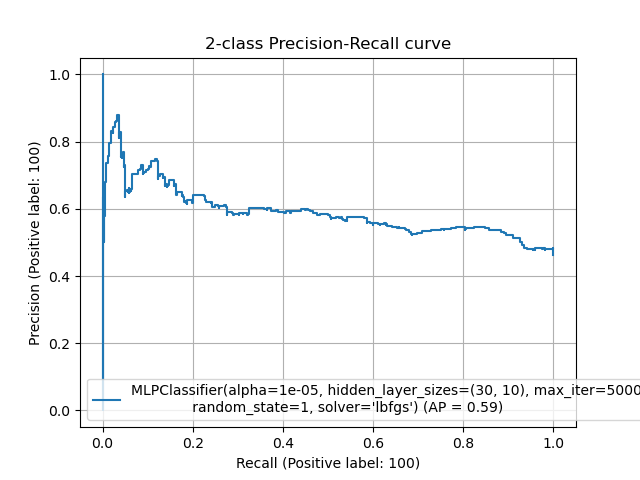 2-class Precision-Recall curve
1.0
0.8
0.6
0.4
0.2
0.0
Precision (Positive label: 100)
MLPClassifier(alpha=1e-05, hidden_layer_sizes=(30, 10), max_iter=5000
random_state=1, solver='lbfgs') (AP = 0.59)
0.0 0.2 0.4 0.6 0.8 1.0
Recall (Positive label: 100)